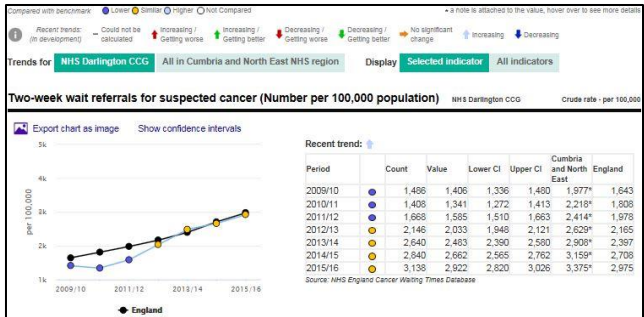 Compared with benchmark Lower Similar Higher Not Compared
• a note is attached to the value, hover over to see more details
Recent trends: (in development)
– Could not be calculated
Increasing / Getting worse
Increasing / Getting better
Decreasing / Getting worse
Decreasing / Getting better
No significant change
Increasing
Decreasing
Trends for NHS Darlington CCG All in Cumbria and North East NHS region Display Selected indicator All indicators
Two-week wait referrals for suspected cancer (Number per 100,000 population) NHS Darlington CCG Crude rate - per 100,000
Export chart as image Show confidence intervals
5k
4k
3k
2k
1k
per 100,000
2009/10 2011/12 2013/14 2015/16
England
Recent trend:
Period Count Value Lower CI Upper CI Cumbria and North East England
2009/10 1,486 1,406 1,336 1,480 1,977* 1,643
2010/11 1,408 1,341 1,272 1,413 2,218* 1,808
2011/12 1,668 1,585 1,510 1,663 2,414* 1,978
2012/13 2,146 2,033 1,948 2,121 2,629* 2,165
2013/14 2,640 2,483 2,390 2,580 2,908* 2,397
2014/15 2,840 2,662 2,565 2,762 3,159* 2,708
2015/16 3,138 2,922 2,820 3,026 3,375* 2,975
Source: NHS England Cancer Waiting Times Database